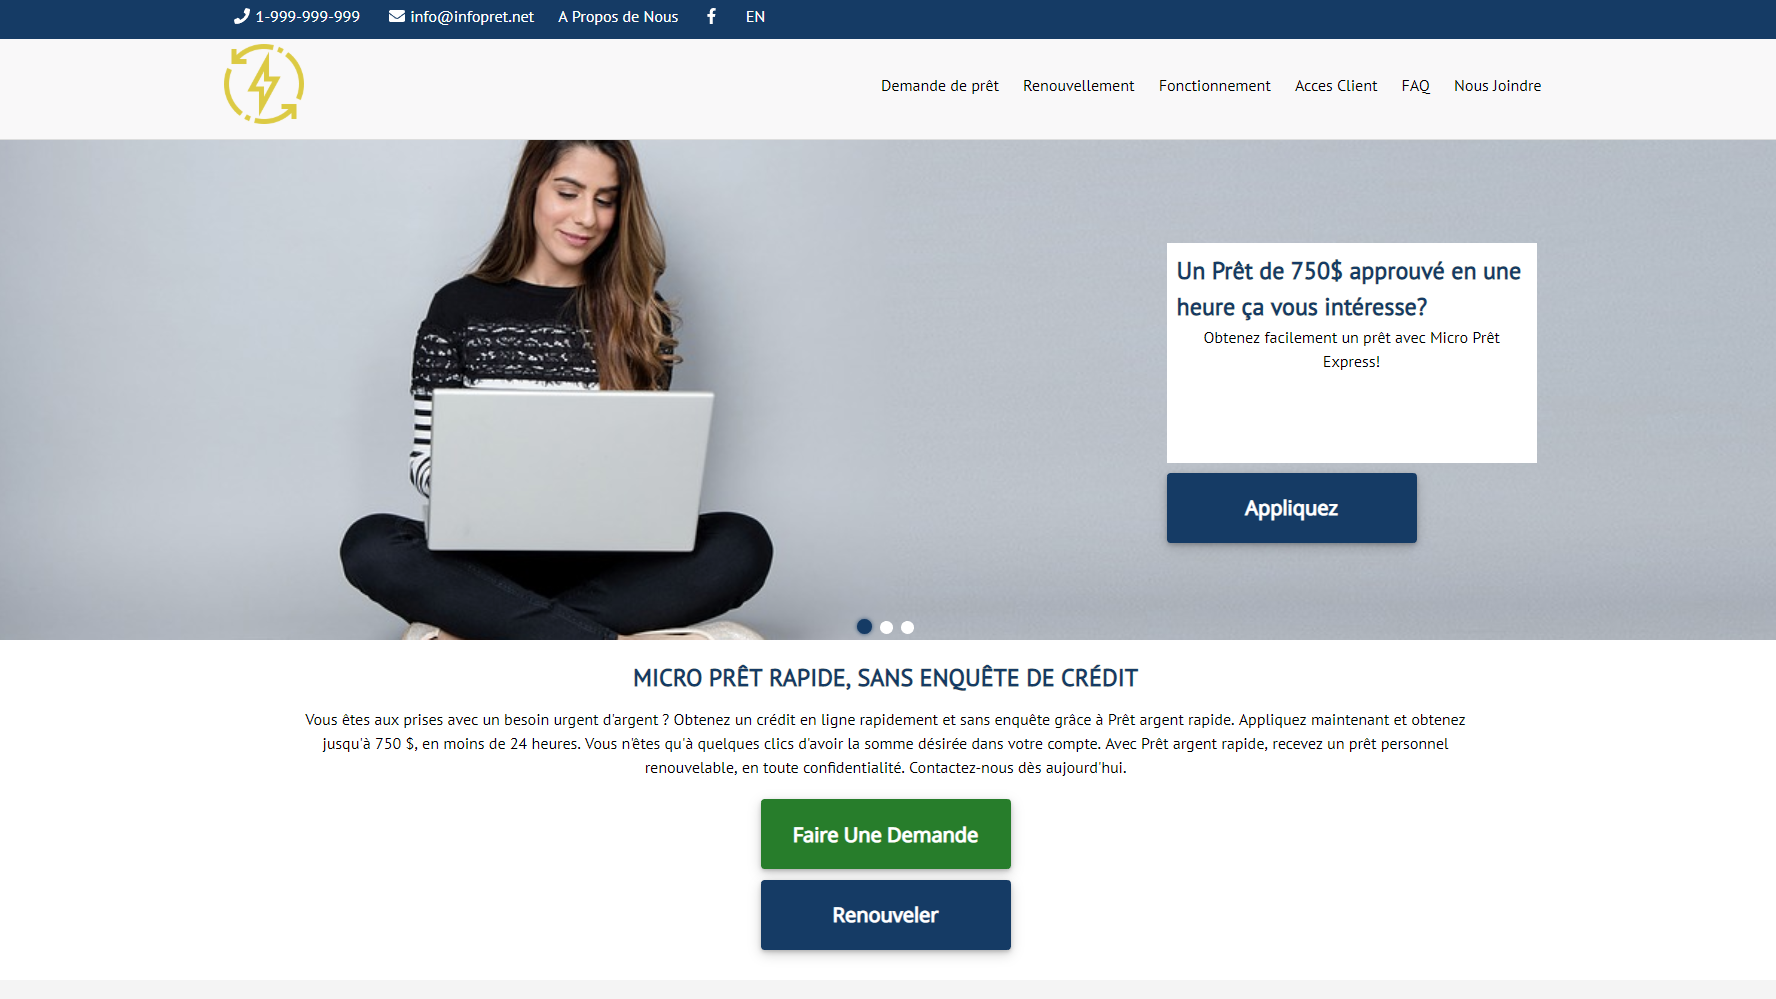 1-999-999-999 info@infopret.net A Propos de Nous EN
Demande de prêt Renouvellement Fonctionnement Acces Client FAQ Nous Joindre
Un Prêt de 750$ approuvé en une
heure ça vous intéresse?
Obtenez facilement un prêt avec Micro Prêt
Express!
Appliquez
MICRO PRÊT RAPIDE, SANS ENQUÊTE DE CRÉDIT
Vous êtes aux prises avec un besoin urgent d'argent ? Obtenez un crédit en ligne rapidement et sans enquête grâce à Prêt argent rapide. Appliquez maintenant et obtenez
jusqu'à 750 $, en moins de 24 heures. Vous n'êtes qu'à quelques clics d'avoir la somme désirée dans votre compte. Avec Prêt argent rapide, recevez un prêt personnel
renouvelable, en toute confidentialité. Contactez-nous dès aujourd'hui.
Faire Une Demande
Renouveler